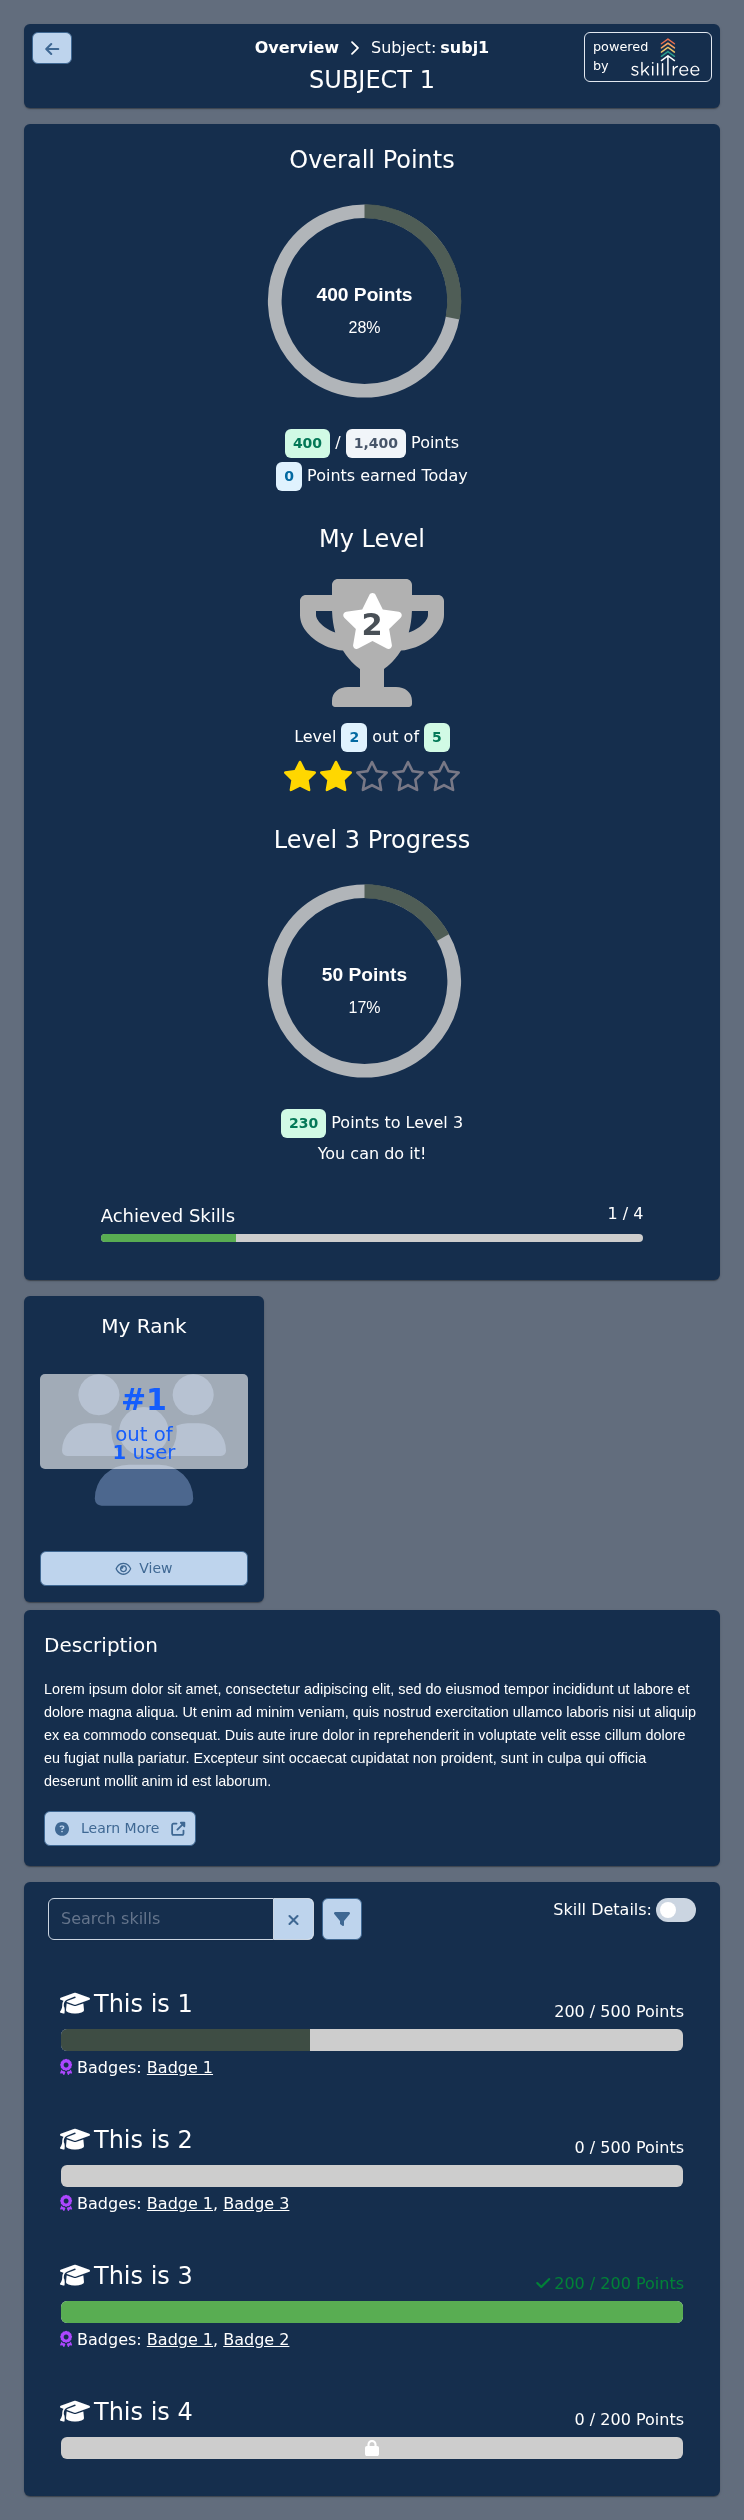 Overview > Subject: subj1
SUBJECT 1
powered
by
skilltree
Overall Points
400 Points
28%
400 / 1,400 Points
0 Points earned Today
My Level
2
Level 2 out of 5
Level 3 Progress
50 Points
17%
230 Points to Level 3
You can do it!
Achieved Skills 1 / 4
My Rank
#1
out of
1 user
View
Description
Lorem ipsum dolor sit amet, consectetur adipiscing elit, sed do eiusmod tempor incididunt ut labore et
dolore magna aliqua. Ut enim ad minim veniam, quis nostrud exercitation ullamco laboris nisi ut aliquip
ex ea commodo consequat. Duis aute irure dolor in reprehenderit in voluptate velit esse cillum dolore
eu fugiat nulla pariatur. Excepteur sint occaecat cupidatat non proident, sunt in culpa qui officia
deserunt mollit anim id est laborum.
Learn More
Search skills
Skill Details:
This is 1 200 / 500 Points
Badges: Badge 1
This is 2 0 / 500 Points
Badges: Badge 1, Badge 3
This is 3 200 / 200 Points
Badges: Badge 1, Badge 2
This is 4 0 / 200 Points